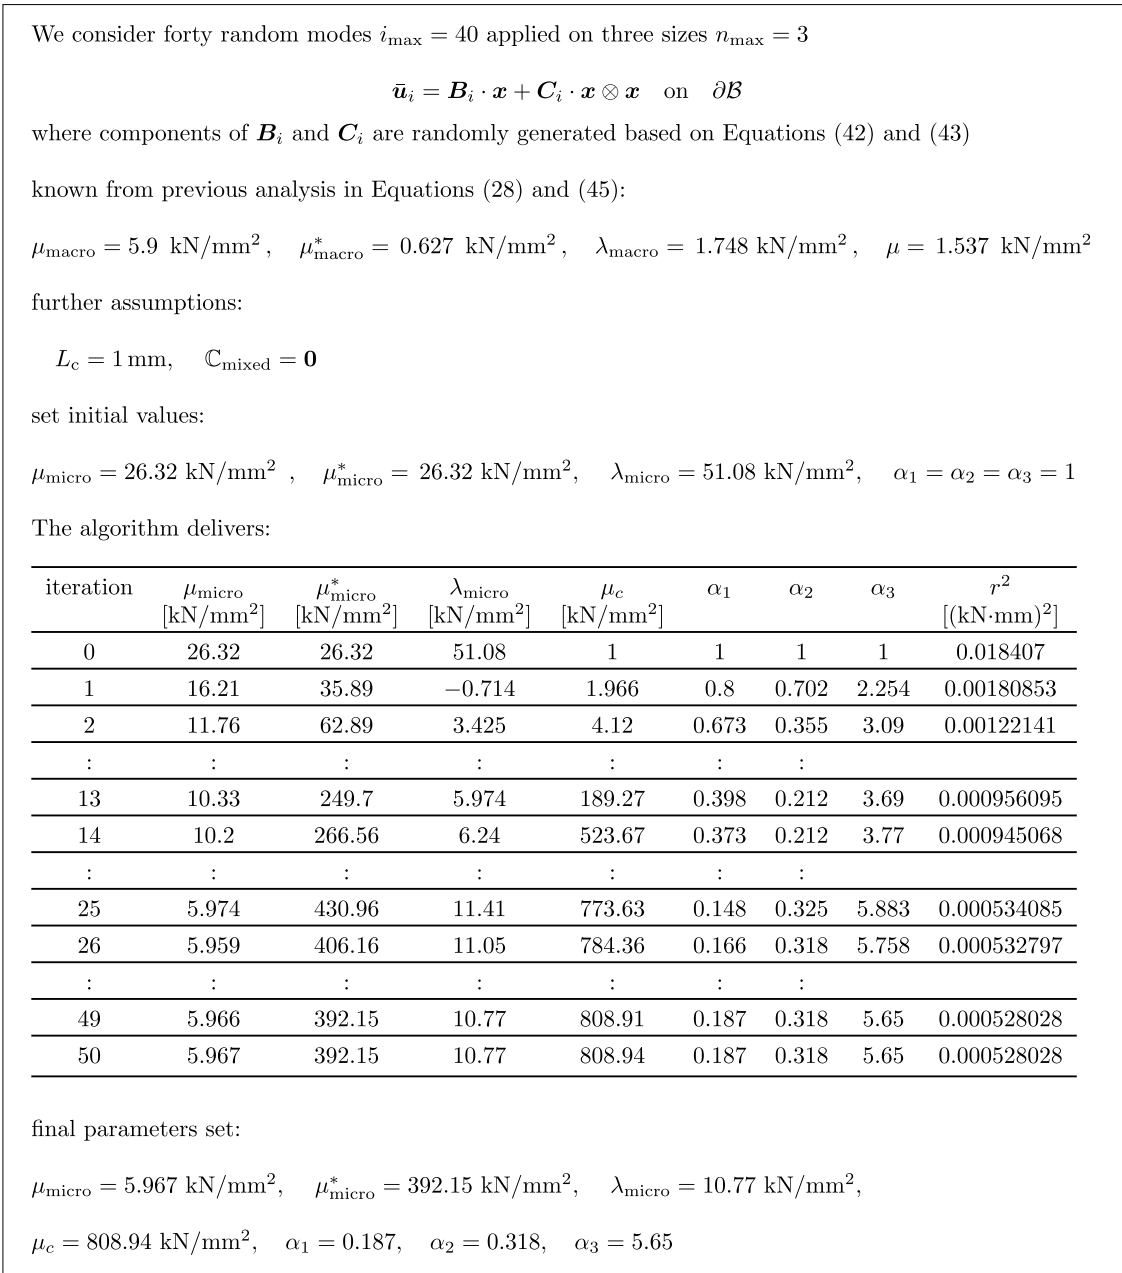 We consider forty random modes i_max = 40 applied on three sizes n_max = 3
ū_i = B_i · x + C_i · x ⊗ x on ∂ℬ
where components of B_i and C_i are randomly generated based on Equations (42) and (43)
known from previous analysis in Equations (28) and (45):
μ_macro = 5.9 kN/mm², μ*_macro = 0.627 kN/mm², λ_macro = 1.748 kN/mm², μ = 1.537 kN/mm²
further assumptions:
L_c = 1 mm, ℂ_mixed = 0
set initial values:
μ_micro = 26.32 kN/mm² , μ*_micro = 26.32 kN/mm², λ_micro = 51.08 kN/mm², α₁ = α₂ = α₃ = 1
The algorithm delivers:
iteration μ_micro μ*_micro λ_micro μ_c α₁ α₂ α₃ r²
[kN/mm²] [kN/mm²] [kN/mm²] [kN/mm²] [(kN·mm)²]
0 26.32 26.32 51.08 1 1 1 1 0.018407
1 16.21 35.89 −0.714 1.966 0.8 0.702 2.254 0.00180853
2 11.76 62.89 3.425 4.12 0.673 0.355 3.09 0.00122141
: : : : : : :
13 10.33 249.7 5.974 189.27 0.398 0.212 3.69 0.000956095
14 10.2 266.56 6.24 523.67 0.373 0.212 3.77 0.000945068
: : : : : : :
25 5.974 430.96 11.41 773.63 0.148 0.325 5.883 0.000534085
26 5.959 406.16 11.05 784.36 0.166 0.318 5.758 0.000532797
: : : : : : :
49 5.966 392.15 10.77 808.91 0.187 0.318 5.65 0.000528028
50 5.967 392.15 10.77 808.94 0.187 0.318 5.65 0.000528028
final parameters set:
μ_micro = 5.967 kN/mm², μ*_micro = 392.15 kN/mm², λ_micro = 10.77 kN/mm²,
μ_c = 808.94 kN/mm², α₁ = 0.187, α₂ = 0.318, α₃ = 5.65